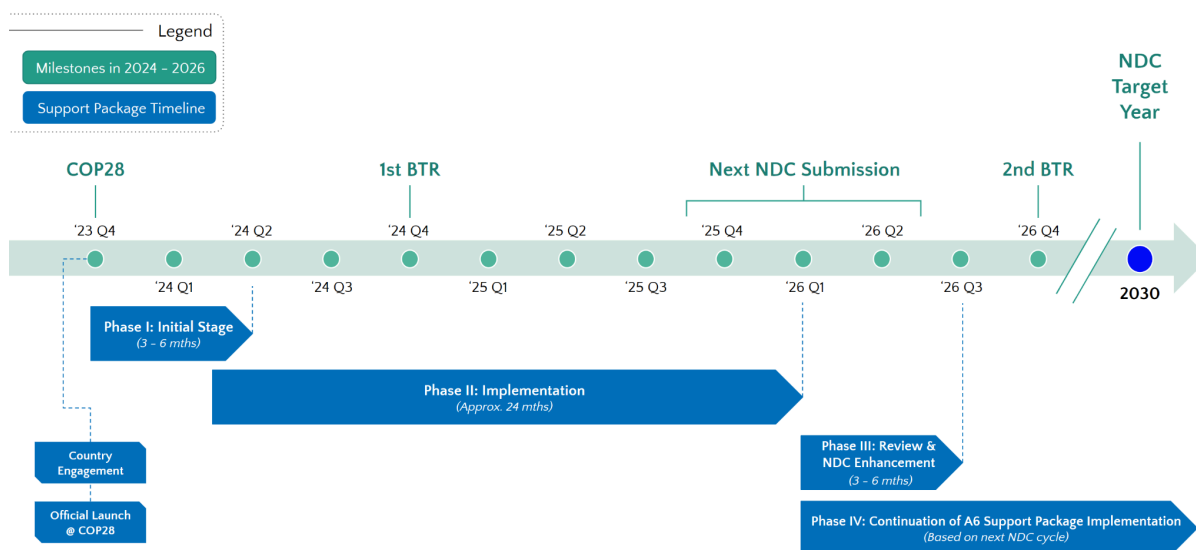 Legend
Milestones in 2024 - 2026
Support Package Timeline
NDC
Target
Year
COP28
1st BTR
Next NDC Submission
2nd BTR
'23 Q4
'24 Q2
'24 Q4
'25 Q2
'25 Q4
'26 Q2
'26 Q4
'24 Q1
'24 Q3
'25 Q1
'25 Q3
'26 Q1
'26 Q3
2030
Phase I: Initial Stage
(3 - 6 mths)
Phase II: Implementation
(Approx. 24 mths)
Country
Engagement
Phase III: Review &
NDC Enhancement
(3 - 6 mths)
Official Launch
@ COP28
Phase IV: Continuation of A6 Support Package Implementation
(Based on next NDC cycle)